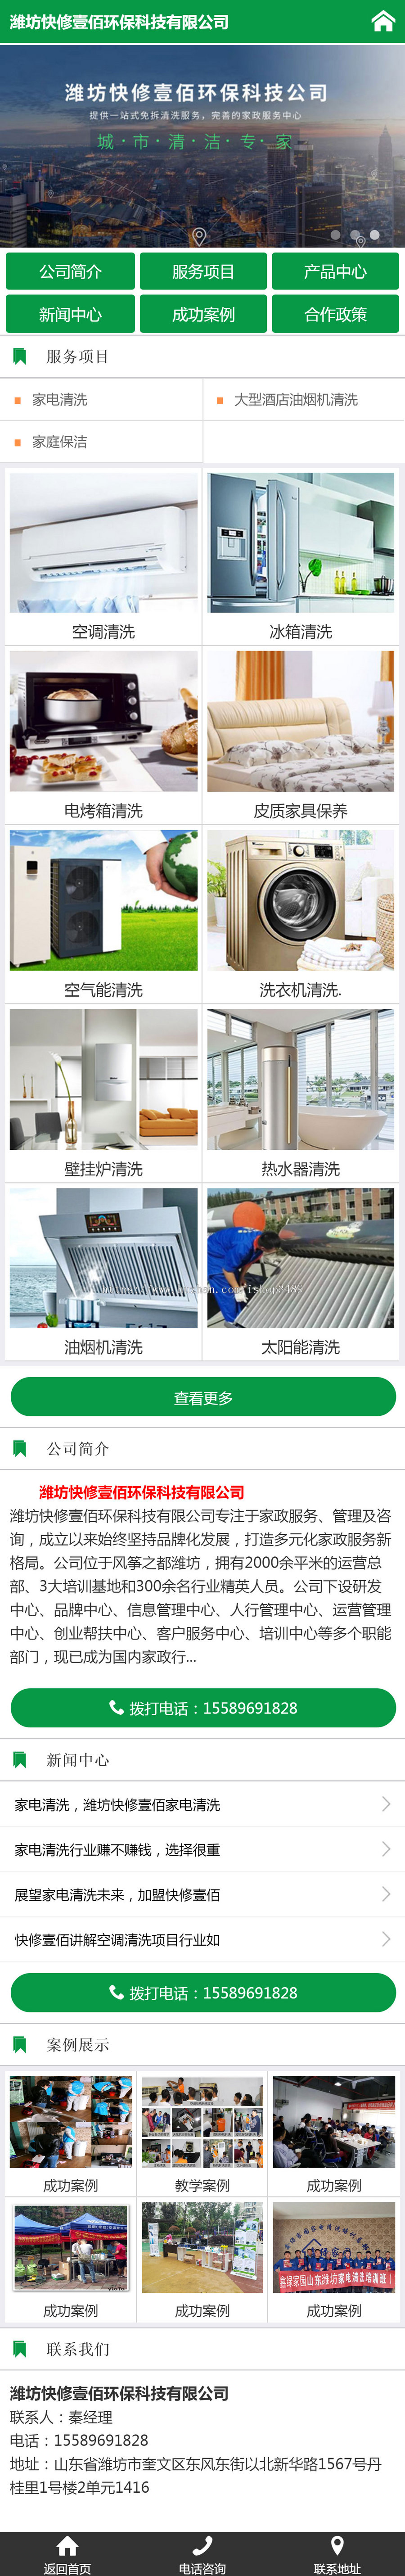 潍坊快修壹佰环保科技有限公司
潍坊快修壹佰环保科技公司
提供一站式免拆清洗服务，完善的家政服务中心
城·市·清·洁·专·家
公司简介 服务项目 产品中心
新闻中心 成功案例 合作政策
服务项目
家电清洗 大型酒店油烟机清洗
家庭保洁
空调清洗 冰箱清洗
电烤箱清洗 皮质家具保养
空气能清洗 洗衣机清洗.
壁挂炉清洗 热水器清洗
油烟机清洗 太阳能清洗
查看更多
公司简介
潍坊快修壹佰环保科技有限公司
潍坊快修壹佰环保科技有限公司专注于家政服务、管理及咨
询，成立以来始终坚持品牌化发展，打造多元化家政服务新
格局。公司位于风筝之都潍坊，拥有2000余平米的运营总
部、3大培训基地和300余名行业精英人员。公司下设研发
中心、品牌中心、信息管理中心、人行管理中心、运营管理
中心、创业帮扶中心、客户服务中心、培训中心等多个职能
部门，现已成为国内家政行...
拨打电话：15589691828
新闻中心
家电清洗，潍坊快修壹佰家电清洗
家电清洗行业赚不赚钱，选择很重
展望家电清洗未来，加盟快修壹佰
快修壹佰讲解空调清洗项目行业如
拨打电话：15589691828
案例展示
成功案例 教学案例 成功案例
成功案例 成功案例 成功案例
联系我们
潍坊快修壹佰环保科技有限公司
联系人：秦经理
电话：15589691828
地址：山东省潍坊市奎文区东风东街以北新华路1567号丹
桂里1号楼2单元1416
返回首页 电话咨询 联系地址